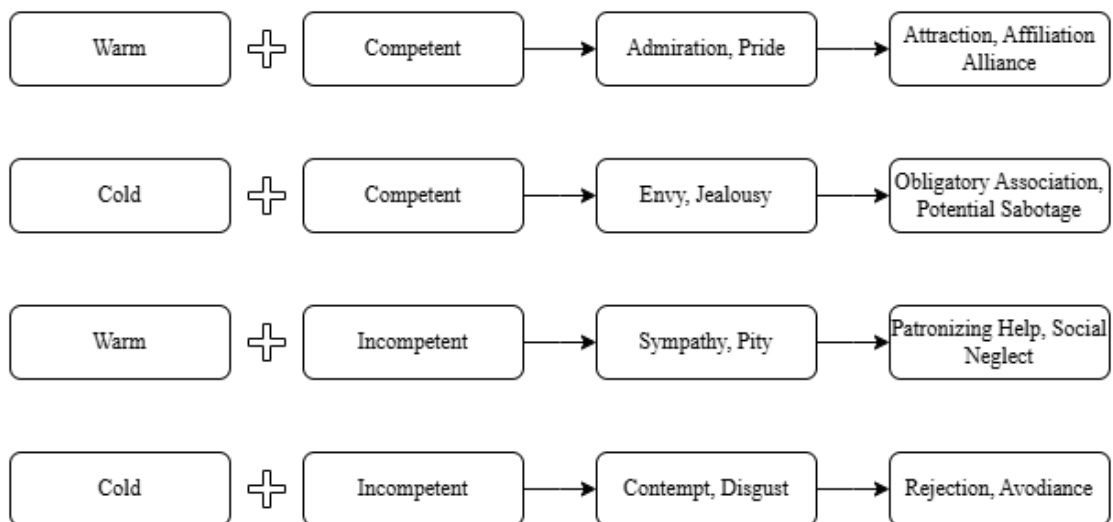 Warm
Competent
Admiration, Pride
Attraction, Affiliation
Alliance
Cold
Competent
Envy, Jealousy
Obligatory Association,
Potential Sabotage
Warm
Incompetent
Sympathy, Pity
Patronizing Help, Social
Neglect
Cold
Incompetent
Contempt, Disgust
Rejection, Avodiance